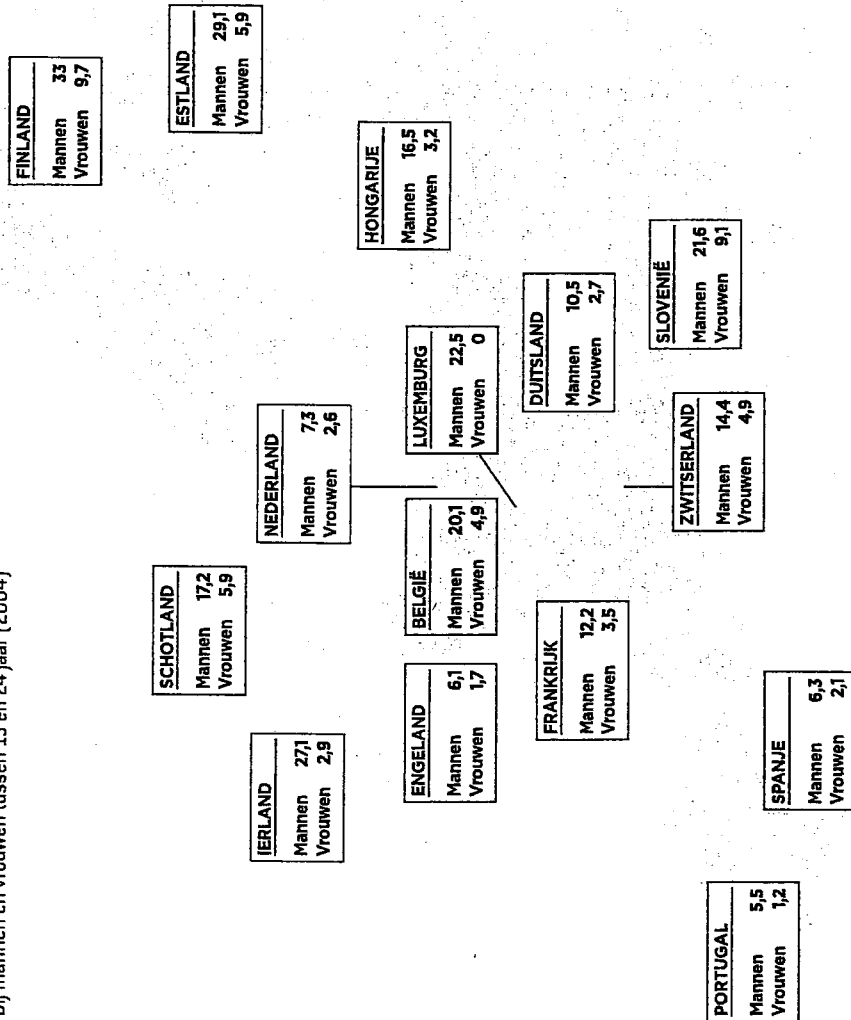 bij mannen en vrouwen tussen 15 en 24 jaar (2004)
FINLAND
Mannen 33
Vrouwen 9,7
ESTLAND
Mannen 29,1
Vrouwen 5,9
SCHOTLAND
Mannen 17,2
Vrouwen 5,9
IERLAND
Mannen 27,1
Vrouwen 2,9
NEDERLAND
Mannen 7,3
Vrouwen 2,6
HONGARIJE
Mannen 16,5
Vrouwen 3,2
ENGELAND
Mannen 6,1
Vrouwen 1,7
BELGIË
Mannen 20,1
Vrouwen 4,9
LUXEMBURG
Mannen 22,5
Vrouwen 0
DUITSLAND
Mannen 10,5
Vrouwen 2,7
FRANKRIJK
Mannen 12,2
Vrouwen 3,5
SLOVENIË
Mannen 21,6
Vrouwen 9,1
ZWITSERLAND
Mannen 14,4
Vrouwen 4,9
PORTUGAL
Mannen 5,5
Vrouwen 1,2
SPANJE
Mannen 6,3
Vrouwen 2,1